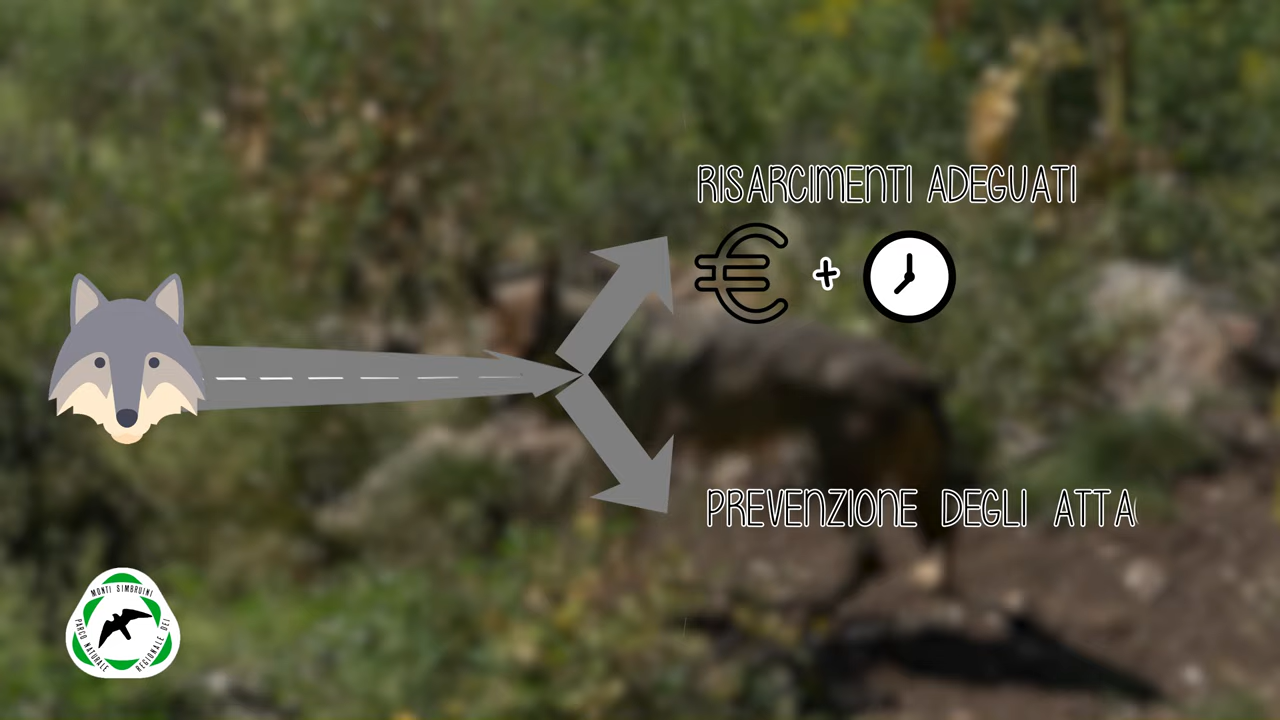 RISARCIMENTI ADEGUATI
€ + 
PREVENZIONE DEGLI ATTA
MONTI SIMBRUINI
PARCO NATURALE
REGIONALE DEI